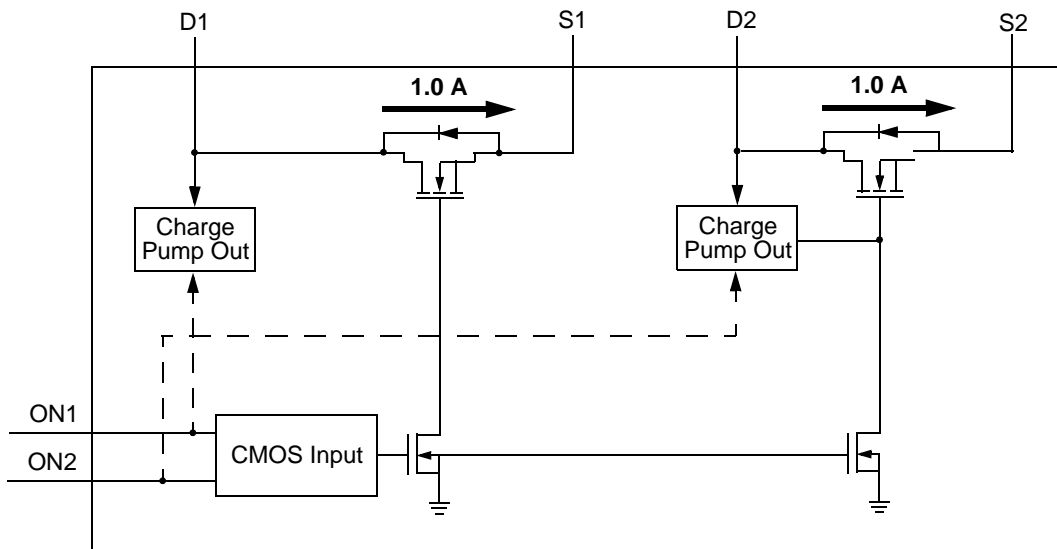 D1
S1
D2
S2
1.0 A
1.0 A
Charge
Pump Out
Charge
Pump Out
ON1
ON2
CMOS Input